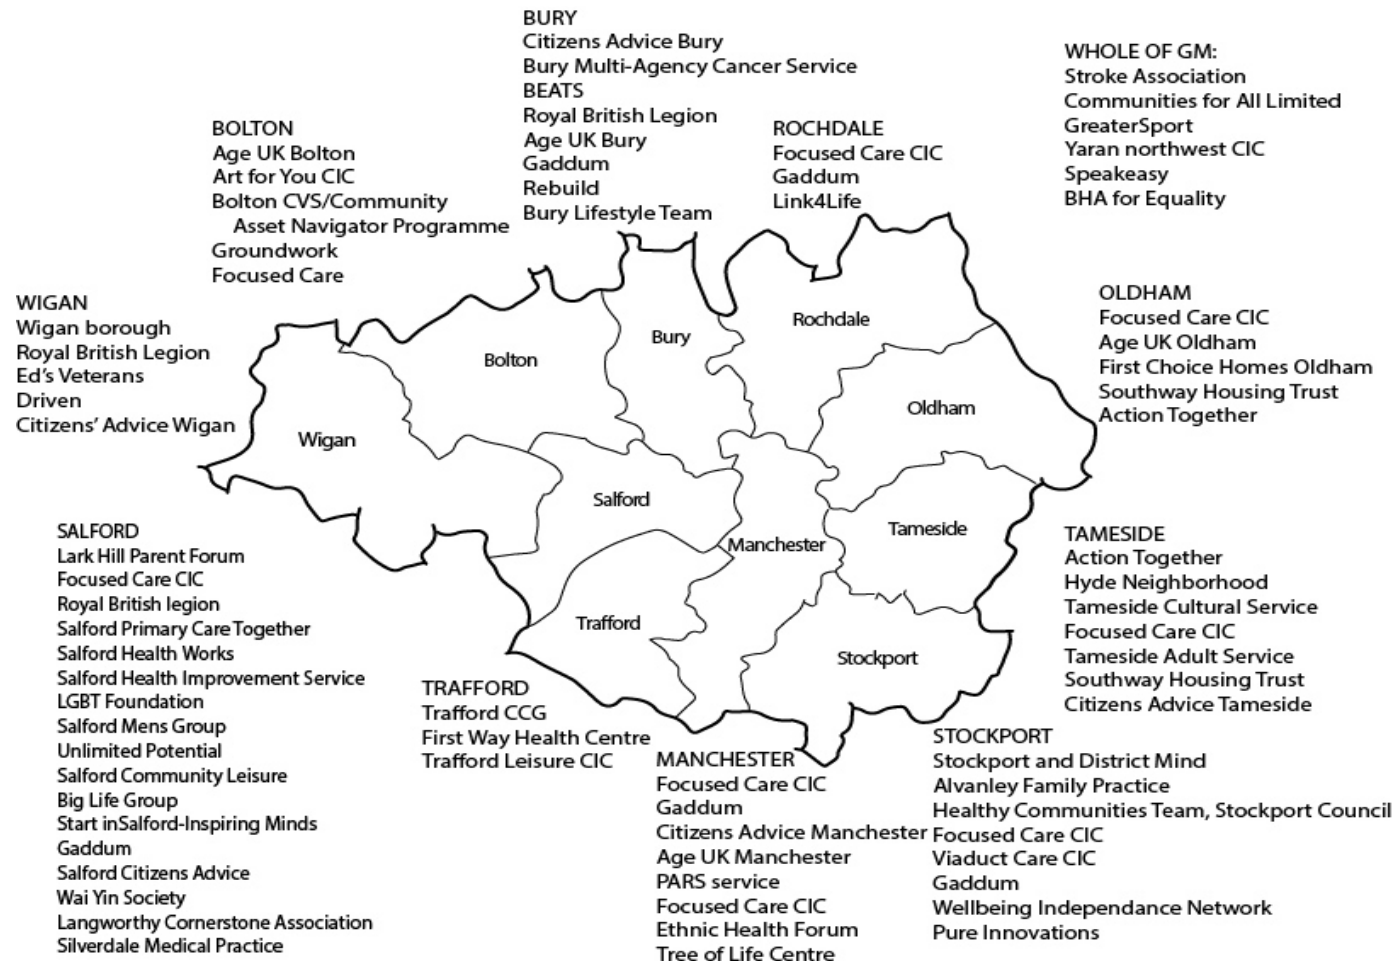 BURY
Citizens Advice Bury
Bury Multi-Agency Cancer Service
BEATS
Royal British Legion
Age UK Bury
Gaddum
Rebuild
Bury Lifestyle Team
WHOLE OF GM:
Stroke Association
Communities for All Limited
GreaterSport
Yaran northwest CIC
Speakeasy
BHA for Equality
BOLTON
Age UK Bolton
Art for You CIC
Bolton CVS/Community
Asset Navigator Programme
Groundwork
Focused Care
ROCHDALE
Focused Care CIC
Gaddum
Link4Life
WIGAN
Wigan borough
Royal British Legion
Ed's Veterans
Driven
Citizens' Advice Wigan
OLDHAM
Focused Care CIC
Age UK Oldham
First Choice Homes Oldham
Southway Housing Trust
Action Together
Rochdale
Bury
Bolton
Oldham
Wigan
Salford
Tameside
Manchester
Trafford
Stockport
SALFORD
Lark Hill Parent Forum
Focused Care CIC
Royal British legion
Salford Primary Care Together
Salford Health Works
Salford Health Improvement Service
LGBT Foundation
Salford Mens Group
Unlimited Potential
Salford Community Leisure
Big Life Group
Start inSalford-Inspiring Minds
Gaddum
Salford Citizens Advice
Wai Yin Society
Langworthy Cornerstone Association
Silverdale Medical Practice
TRAFFORD
Trafford CCG
First Way Health Centre
Trafford Leisure CIC
MANCHESTER
Focused Care CIC
Gaddum
Citizens Advice Manchester
Age UK Manchester
PARS service
Focused Care CIC
Ethnic Health Forum
Tree of Life Centre
TAMESIDE
Action Together
Hyde Neighborhood
Tameside Cultural Service
Focused Care CIC
Tameside Adult Service
Southway Housing Trust
Citizens Advice Tameside
STOCKPORT
Stockport and District Mind
Alvanley Family Practice
Healthy Communities Team, Stockport Council
Focused Care CIC
Viaduct Care CIC
Gaddum
Wellbeing Independance Network
Pure Innovations